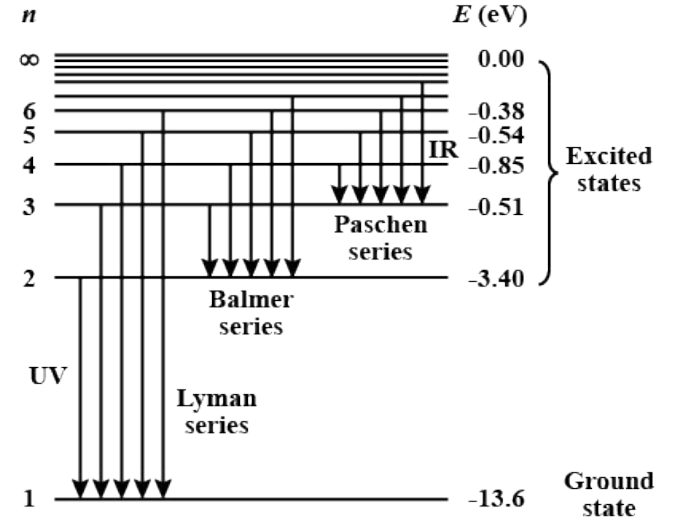 n E (eV)
∞ 0.00
6 -0.38
5 -0.54
IR
4 -0.85
Excited
states
3 -0.51
Paschen
series
2 -3.40
Balmer
series
UV
Lyman
series
1 -13.6
Ground
state